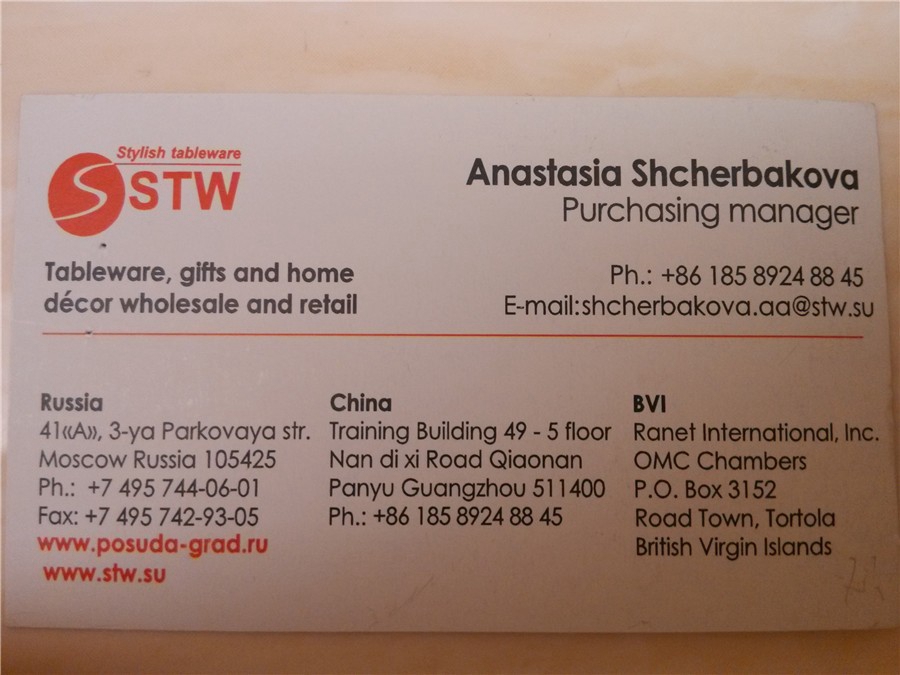 Stylish tableware
STW
Anastasia Shcherbakova
Purchasing manager
Tableware, gifts and home
décor wholesale and retail
Ph.: +86 185 8924 88 45
E-mail:shcherbakova.aa@stw.su
Russia
41«A», 3-ya Parkovaya str.
Moscow Russia 105425
Ph.: +7 495 744-06-01
Fax: +7 495 742-93-05
www.posuda-grad.ru
www.stw.su
China
Training Building 49 - 5 floor
Nan di xi Road Qiaonan
Panyu Guangzhou 511400
Ph.: +86 185 8924 88 45
BVI
Ranet International, Inc.
OMC Chambers
P.O. Box 3152
Road Town, Tortola
British Virgin Islands